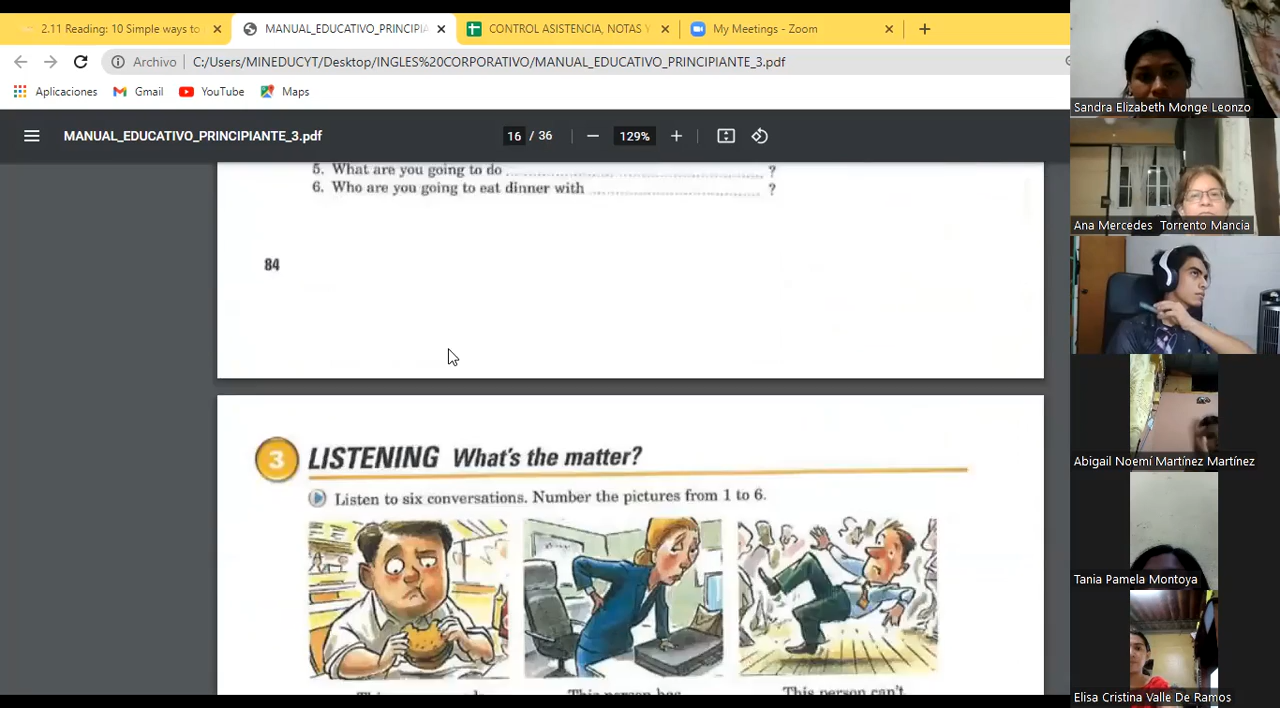 2.11 Reading: 10 Simple ways to
MANUAL_EDUCATIVO_PRINCIPIA
CONTROL ASISTENCIA, NOTAS Y
My Meetings - Zoom
Archivo
C:/Users/MINEDUCYT/Desktop/INGLES%20CORPORATIVO/MANUAL_EDUCATIVO_PRINCIPIANTE_3.pdf
Aplicaciones
Gmail
YouTube
Maps
MANUAL_EDUCATIVO_PRINCIPIANTE_3.pdf
16 / 36
129%
5. What are you going to do ?
6. Who are you going to eat dinner with ?
84
3 LISTENING What's the matter?
Listen to six conversations. Number the pictures from 1 to 6.
This person has
This person can't
Sandra Elizabeth Monge Leonzo
Ana Mercedes Torrento Mancia
Abigail Noemí Martínez Martínez
Tania Pamela Montoya
Elisa Cristina Valle De Ramos